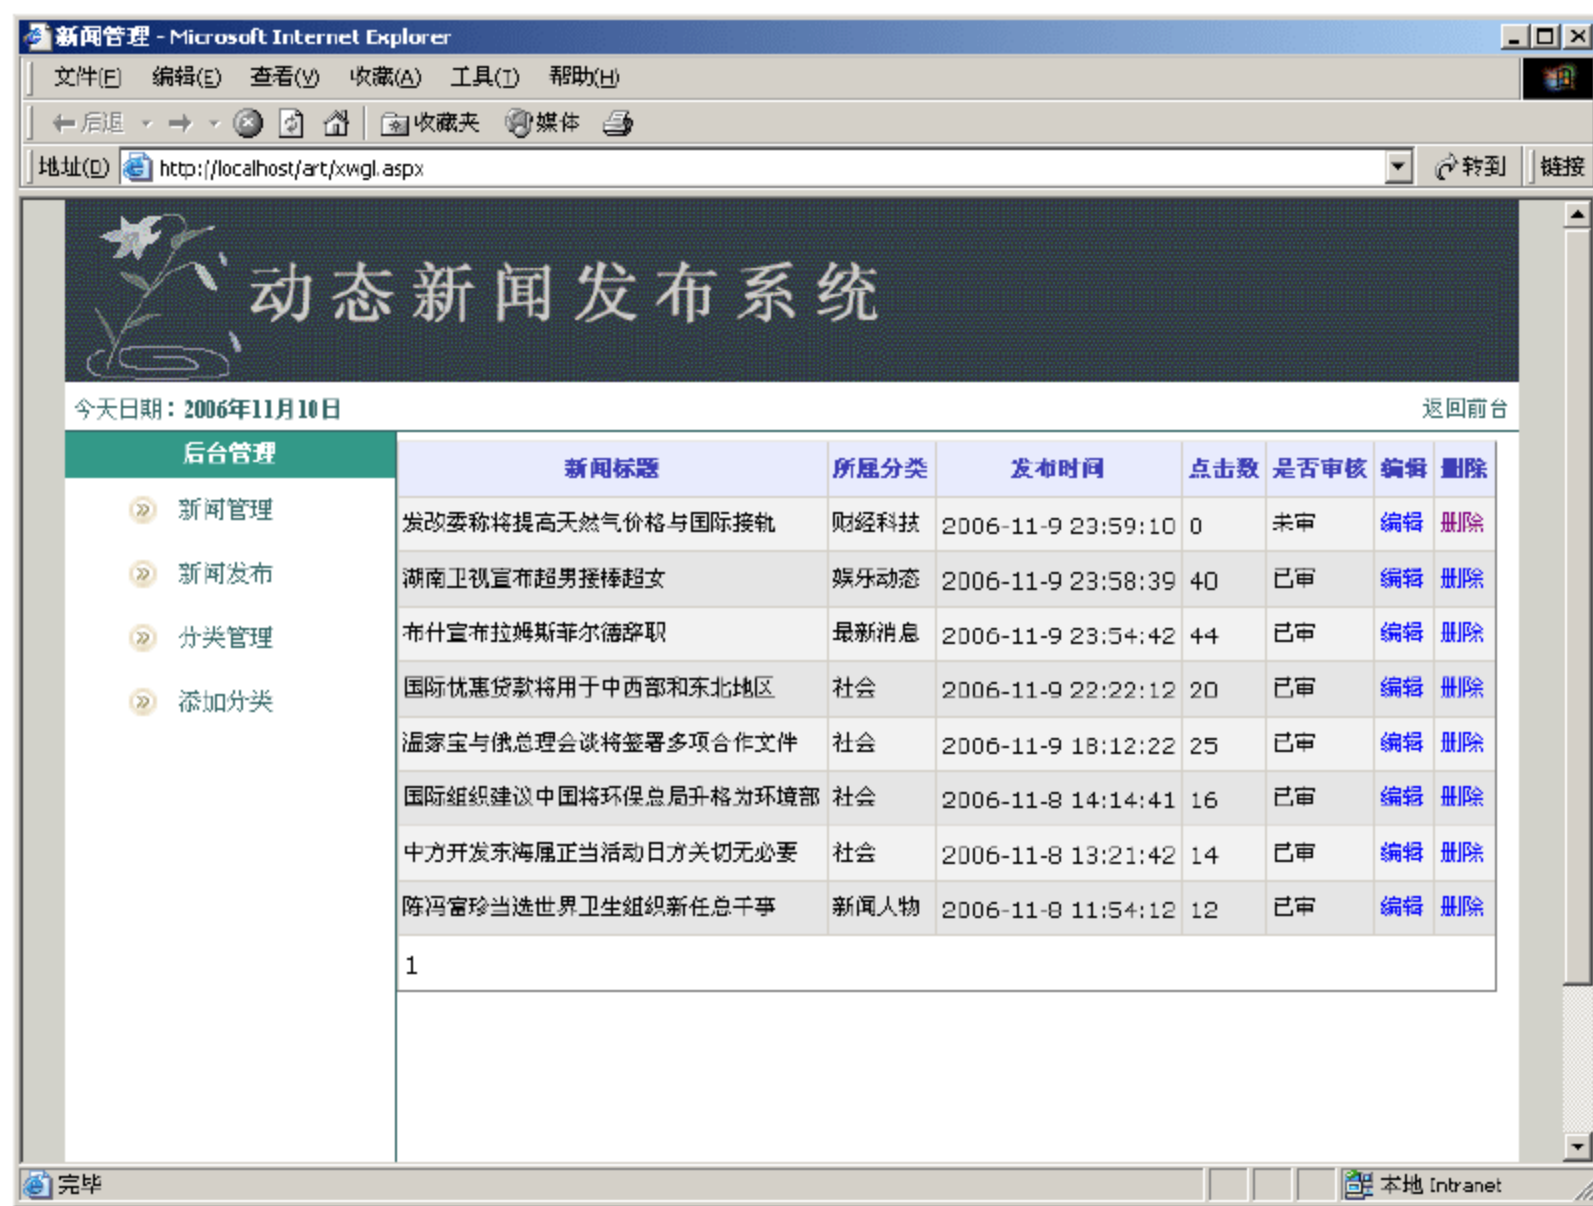 新闻管理 - Microsoft Internet Explorer
文件(F) 编辑(E) 查看(V) 收藏(A) 工具(T) 帮助(H)
后退 收藏夹 媒体
地址(D) http://localhost/art/xwgl.aspx 转到 链接
动态新闻发布系统
今天日期：2006年11月10日 返回前台
后台管理
新闻管理
新闻发布
分类管理
添加分类
新闻标题 所属分类 发布时间 点击数 是否审核 编辑 删除
发改委称将提高天然气价格与国际接轨 财经科技 2006-11-9 23:59:10 0 未审 编辑 删除
湖南卫视宣布超男接棒超女 娱乐动态 2006-11-9 23:58:39 40 已审 编辑 删除
布什宣布拉姆斯菲尔德辞职 最新消息 2006-11-9 23:54:42 44 已审 编辑 删除
国际优惠贷款将用于中西部和东北地区 社会 2006-11-9 22:22:12 20 已审 编辑 删除
温家宝与俄总理会谈将签署多项合作文件 社会 2006-11-9 18:12:22 25 已审 编辑 删除
国际组织建议中国将环保总局升格为环境部 社会 2006-11-8 14:14:41 16 已审 编辑 删除
中方开发东海属正当活动日方关切无必要 社会 2006-11-8 13:21:42 14 已审 编辑 删除
陈冯富珍当选世界卫生组织新任总干事 新闻人物 2006-11-8 11:54:12 12 已审 编辑 删除
1
完毕 本地 Intranet